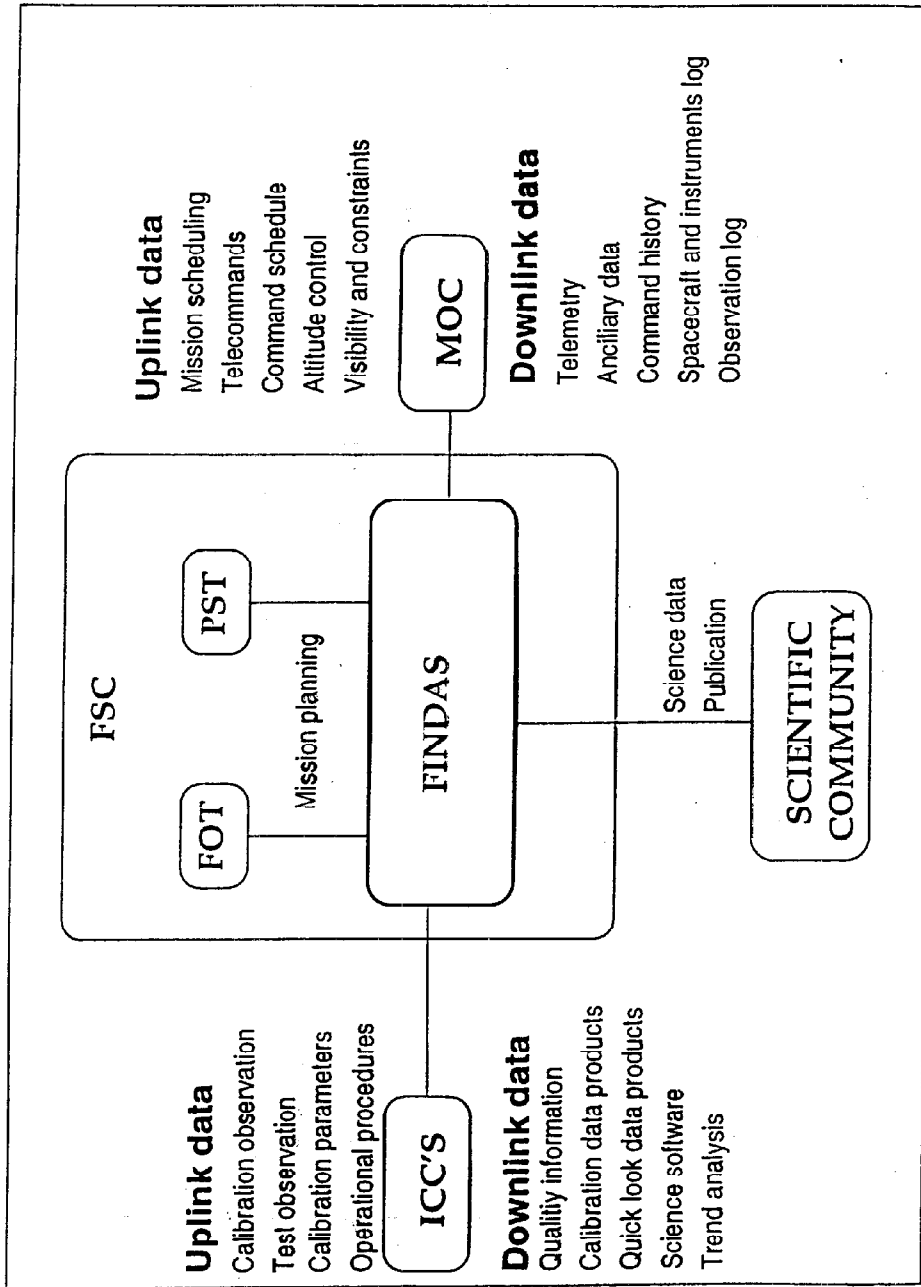 FSC
FOT
PST
Mission planning
FINDAS
Uplink data
Calibration observation
Test observation
Calibration parameters
Operational procedures
ICC'S
Downlink data
Qualitiy information
Calibration data products
Quick look data products
Science software
Trend analysis
Uplink data
Mission scheduling
Telecommands
Command schedule
Attitude control
Visibility and constraints
MOC
Downlink data
Telemetry
Ancillary data
Command history
Spacecraft and instruments log
Observation log
Science data
Publication
SCIENTIFIC
COMMUNITY